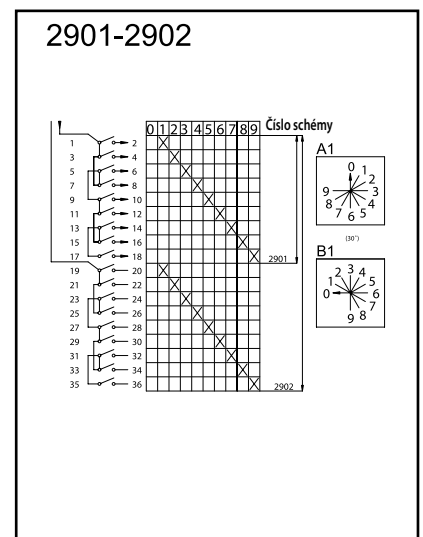 2901-2902
0 1 2 3 4 5 6 7 8 9 Číslo schémy
1 2 X
3 4 X
5 6 X
7 8 X
9 10 X
11 12 X
13 14 X
15 16 X
17 18 X
2901
19 20 X
21 22 X
23 24 X
25 26 X
27 28 X
29 30 X
31 32 X
33 34 X
35 36 X
2902
A1
0 1 2 3 4 5 6 7 8 9
(30°)
B1
0 1 2 3 4 5 6 7 8 9